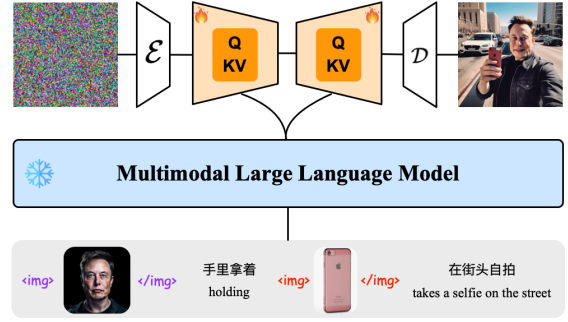 ℰ
Q
KV
Q
KV
𝒟
Multimodal Large Language Model
<img> </img> 手里拿着 <img> </img> 在街头自拍
holding takes a selfie on the street